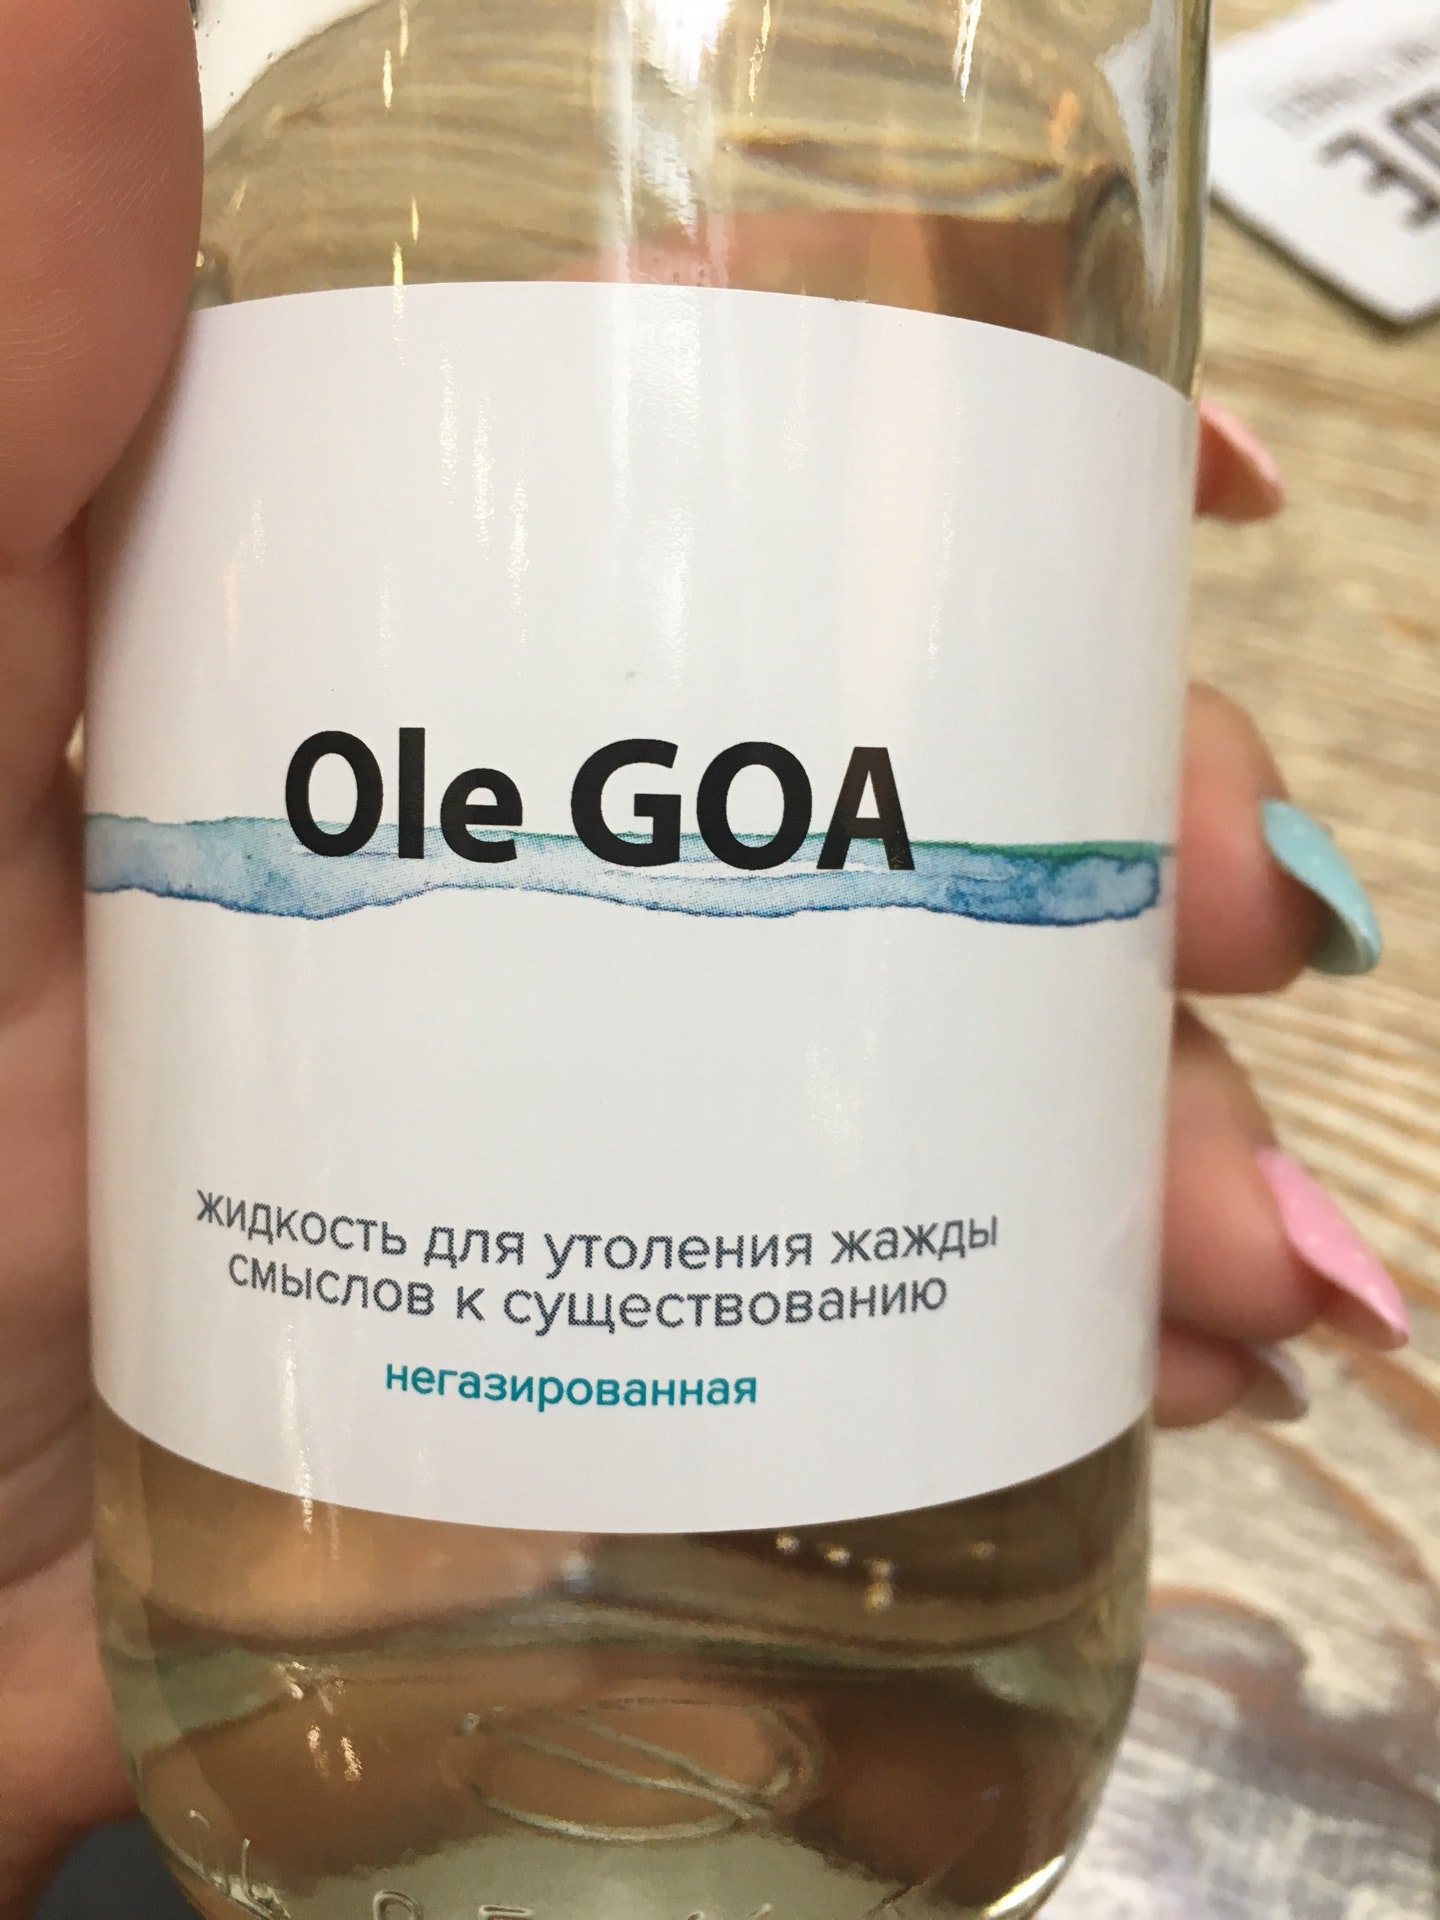 Ole GOA
жидкость для утоления жажды
смыслов к существованию
негазированная